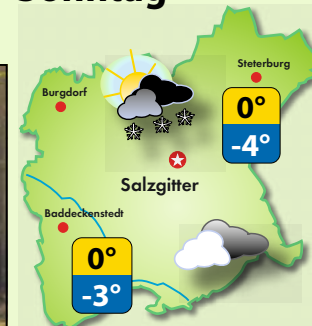 Sonntag
Steterburg
Burgdorf
0°
-4°
Salzgitter
Baddeckenstedt
0°
-3°